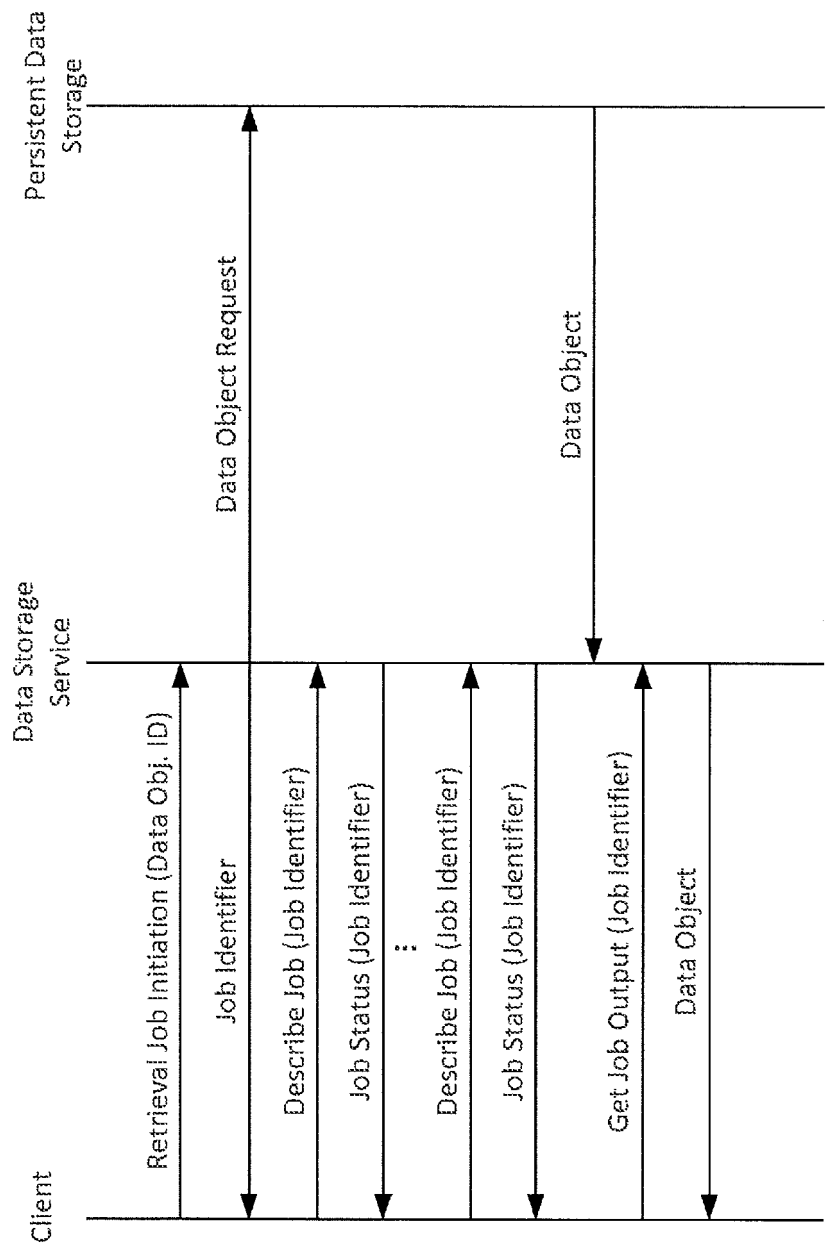 Client
Data Storage
Service
Persistent Data
Storage
Retrieval Job Initiation (Data Obj. ID)
Job Identifier
Data Object Request
Describe Job (Job Identifier)
Job Status (Job Identifier)
...
Describe Job (Job Identifier)
Job Status (Job Identifier)
Data Object
Get Job Output (Job Identifier)
Data Object